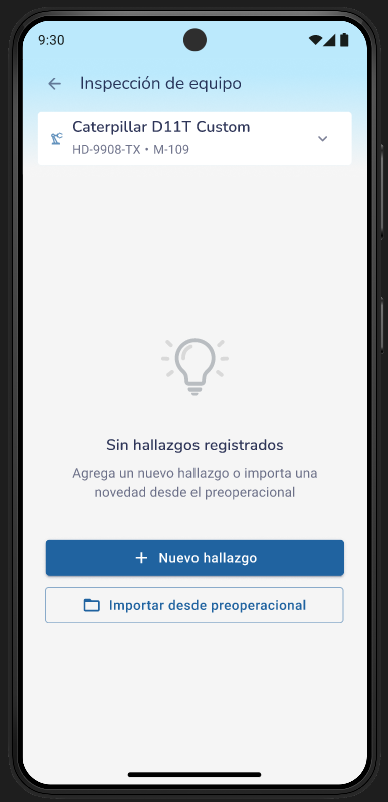 9:30
Inspección de equipo
Caterpillar D11T Custom
HD-9908-TX • M-109
Sin hallazgos registrados
Agrega un nuevo hallazgo o importa una
novedad desde el preoperacional
Nuevo hallazgo
Importar desde preoperacional